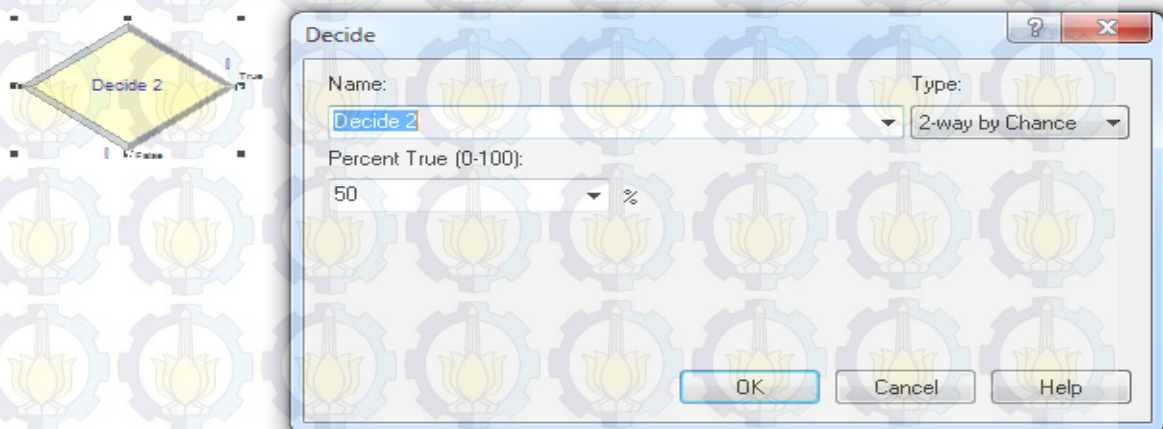 Decide 2
True
False
Decide
?
X
Name:
Type:
Decide 2
2-way by Chance
Percent True (0-100):
50
%
OK
Cancel
Help